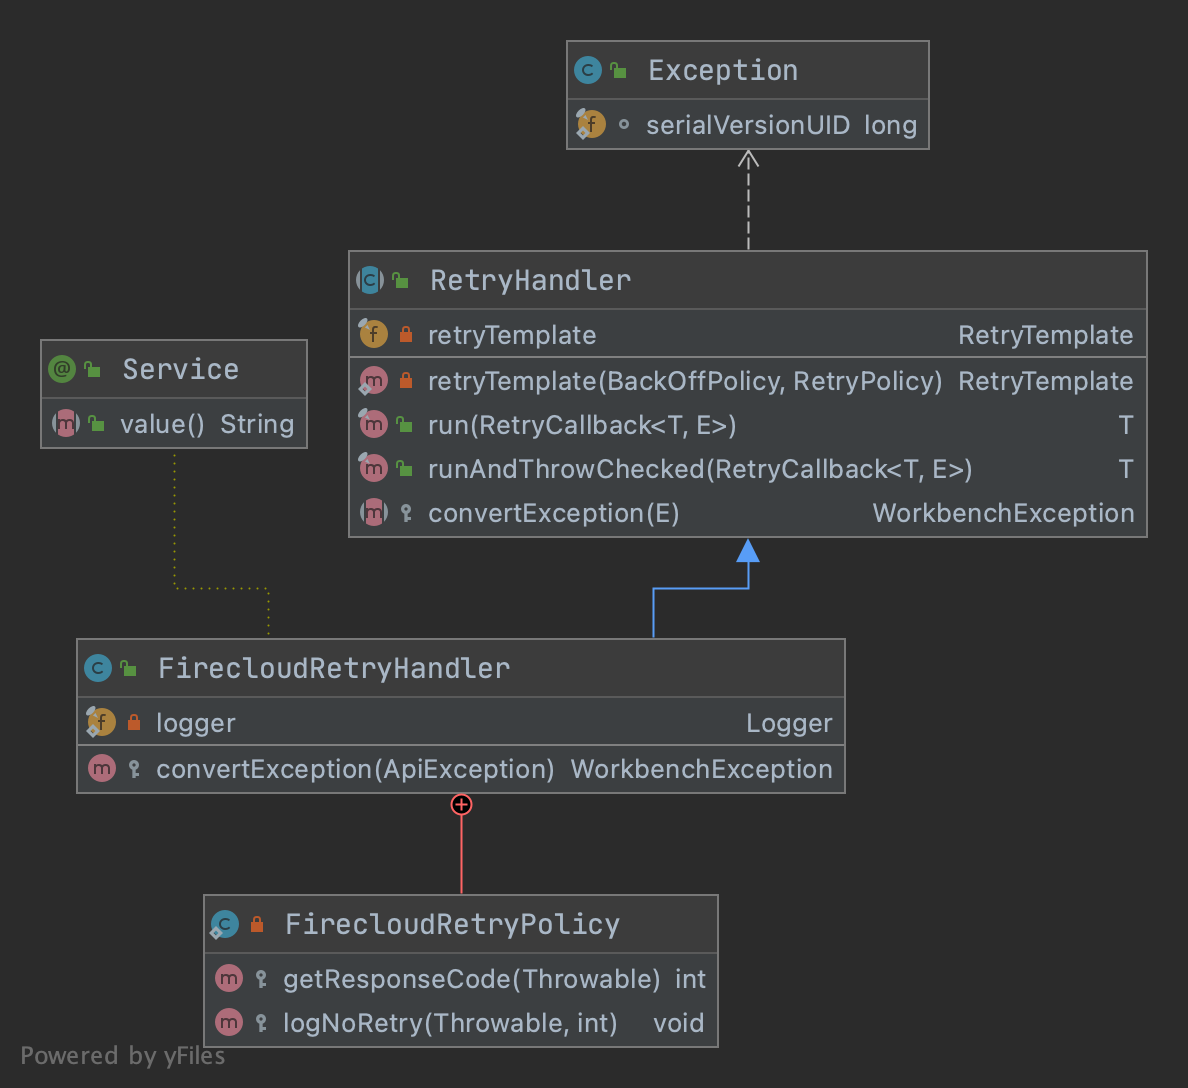 Exception
serialVersionUID long
RetryHandler
retryTemplate RetryTemplate
retryTemplate(BackOffPolicy, RetryPolicy) RetryTemplate
run(RetryCallback<T, E>) T
runAndThrowChecked(RetryCallback<T, E>) T
convertException(E) WorkbenchException
Service
value() String
FirecloudRetryHandler
logger Logger
convertException(ApiException) WorkbenchException
FirecloudRetryPolicy
getResponseCode(Throwable) int
logNoRetry(Throwable, int) void
Powered by yFiles